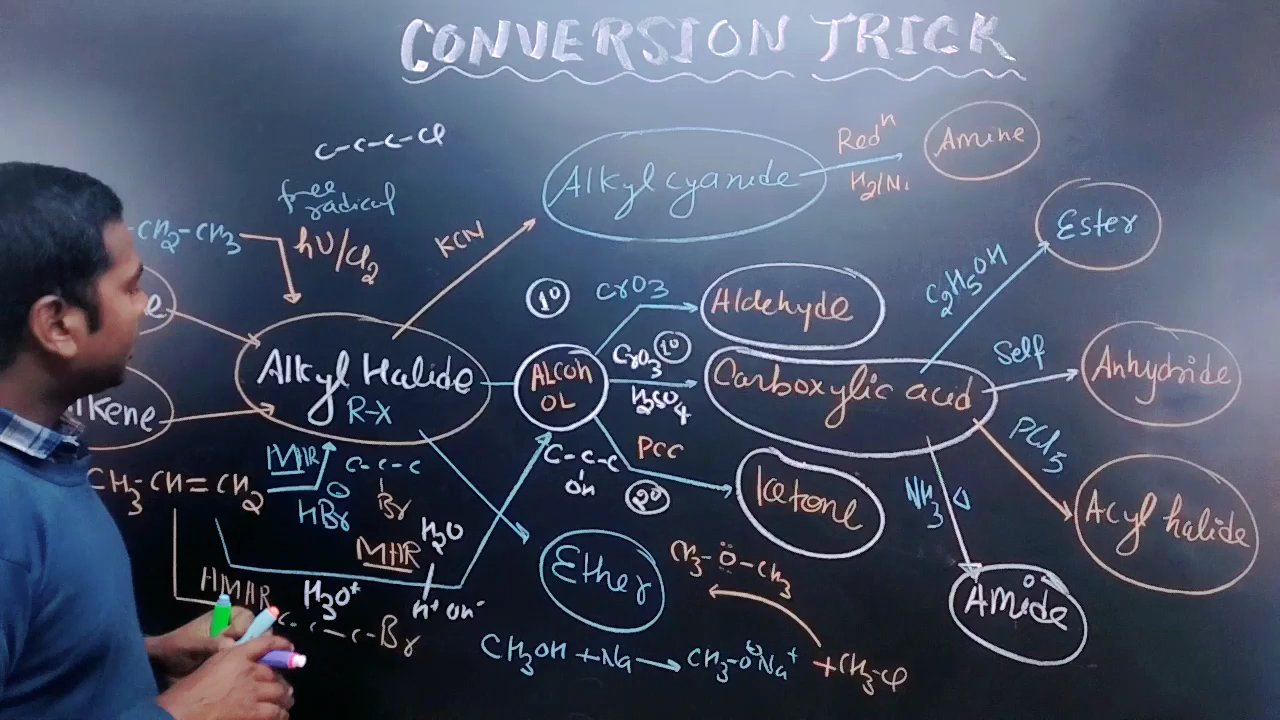 CONVERSION TRICK
C-C-C-Cl
free radical
hν/Cl2
-CH2-CH3
KCN
Alkyl cyanide
Redn
H2/Ni
Amine
Alkyl Halide
R-X
lkene
CH3-CH=CH2
MHR
HBr
C-C-C
Br
HMHR
C-C-C-Br
H3O+
MHR
H2O
H+ OH-
1°
ALCOHOL
CrO3
Aldehyde
CrO3 1°
H2SO4
Carboxylic acid
C-C-C
OH
PCC
2°
Ketone
Ether
CH3-Ö-CH3
CH3OH + Na → CH3-O⊖Na+ + CH3-Cl
C2H5OH
Ester
Self
Anhydride
PCl5
Acyl halide
NH3 Δ
Amide